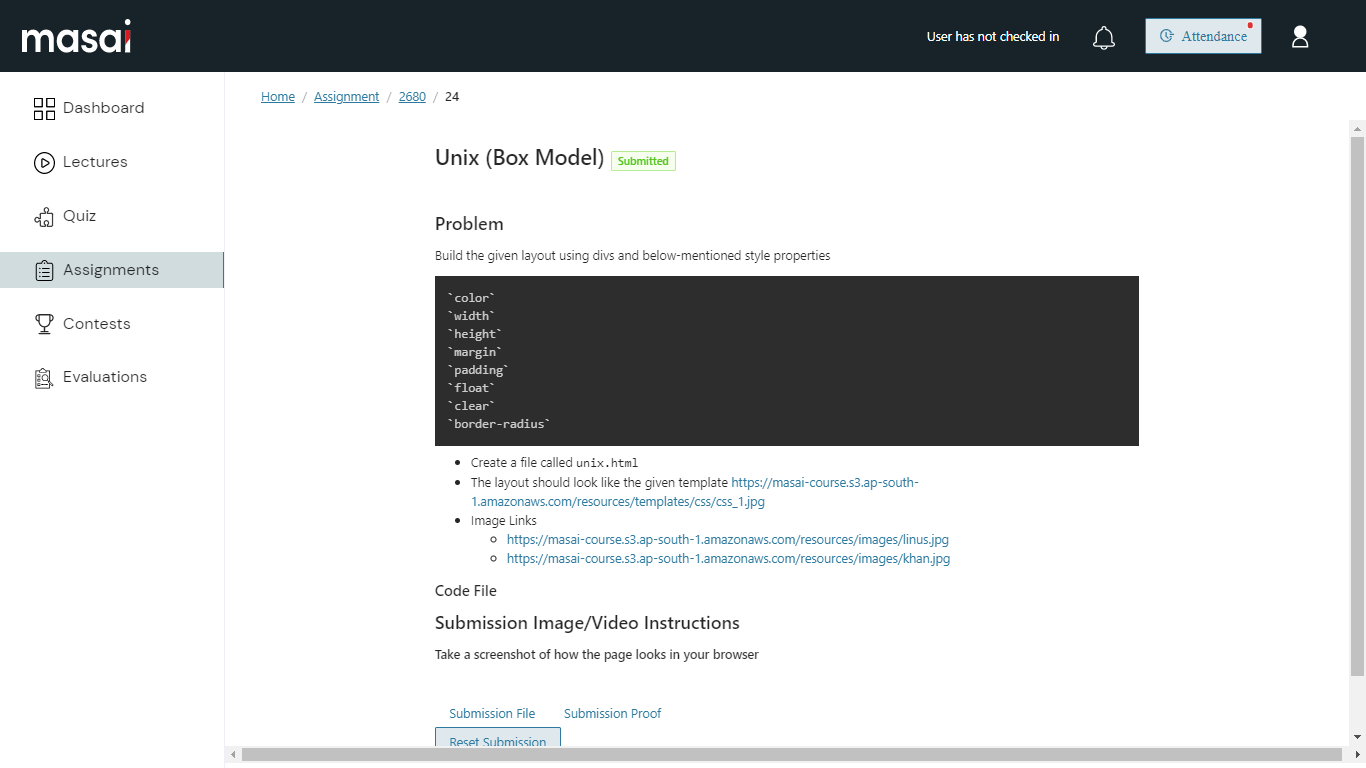 masai
User has not checked in
Attendance
Dashboard
Lectures
Quiz
Assignments
Contests
Evaluations
Home / Assignment / 2680 / 24
Unix (Box Model) Submitted
Problem
Build the given layout using divs and below-mentioned style properties
`color`
`width`
`height`
`margin`
`padding`
`float`
`clear`
`border-radius`
Create a file called unix.html
The layout should look like the given template https://masai-course.s3.ap-south-
1.amazonaws.com/resources/templates/css/css_1.jpg
Image Links
https://masai-course.s3.ap-south-1.amazonaws.com/resources/images/linus.jpg
https://masai-course.s3.ap-south-1.amazonaws.com/resources/images/khan.jpg
Code File
Submission Image/Video Instructions
Take a screenshot of how the page looks in your browser
Submission File Submission Proof
Reset Submission